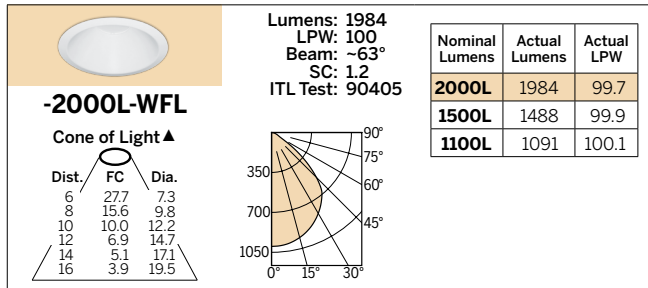 -2000L-WFL
Cone of Light▲
Dist. FC Dia.
6 27.7 7.3
8 15.6 9.8
10 10.0 12.2
12 6.9 14.7
14 5.1 17.1
16 3.9 19.5
Lumens: 1984
LPW: 100
Beam: ~63°
SC: 1.2
ITL Test: 90405
90°
75°
60°
45°
350
700
1050
0° 15° 30°
Nominal Lumens Actual Lumens Actual LPW
2000L 1984 99.7
1500L 1488 99.9
1100L 1091 100.1